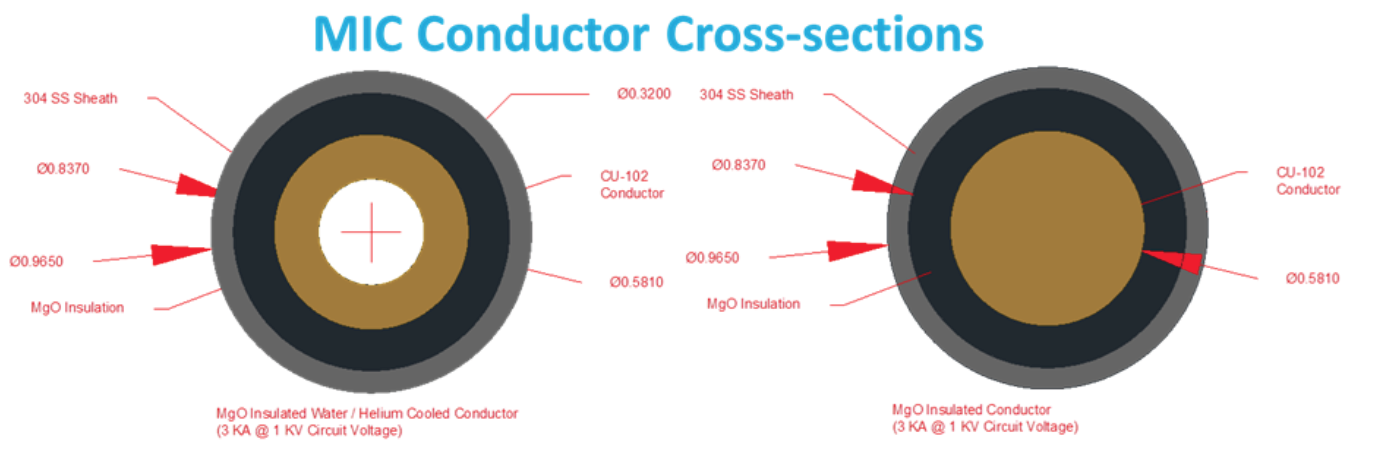 MIC Conductor Cross-sections
304 SS Sheath
Ø0.8370
Ø0.9650
MgO Insulation
Ø0.3200
CU-102
Conductor
Ø0.5810
MgO Insulated Water / Helium Cooled Conductor
(3 KA @ 1 KV Circuit Voltage)
304 SS Sheath
Ø0.8370
Ø0.9650
MgO Insulation
CU-102
Conductor
Ø0.5810
MgO Insulated Conductor
(3 KA @ 1 KV Circuit Voltage)